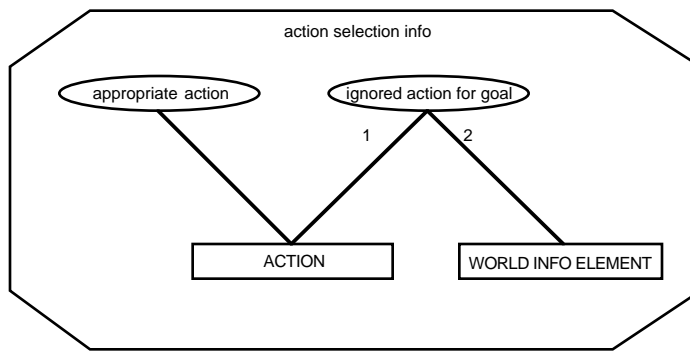 action selection info
appropriate action
ignored action for goal
1
2
ACTION
WORLD INFO ELEMENT